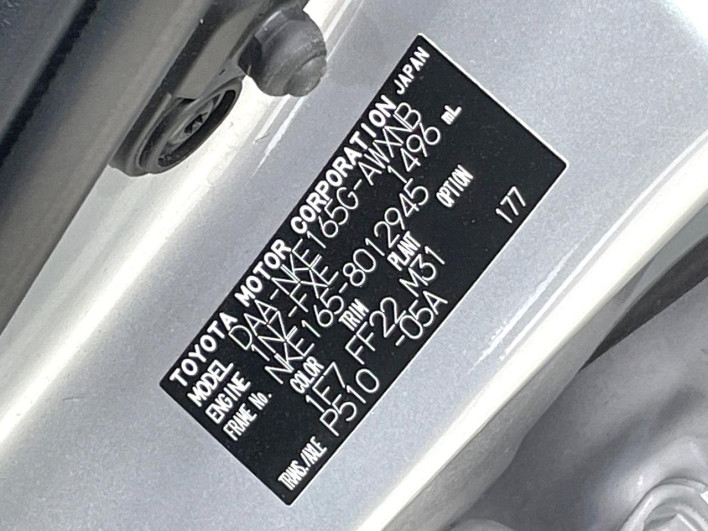 TOYOTA MOTOR CORPORATION JAPAN
MODEL DAA-NKE165G-AWXNB
ENGINE 1NZ-FXE 1496 mL
FRAME No. NKE165-8012945
COLOR TRIM PLANT OPTION
1E7 FF22 M31 177
TRANS./AXLE P510 -05A